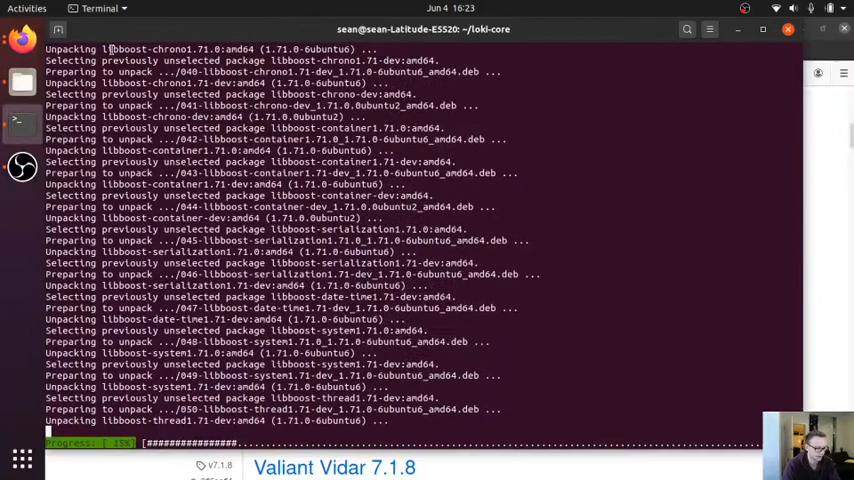 Activities
Terminal
Jun 4 16:23
sean@sean-Latitude-E5520: ~/loki-core
Unpacking libboost-chrono1.71.0:amd64 (1.71.0-6ubuntu6) ...
Selecting previously unselected package libboost-chrono1.71-dev:amd64.
Preparing to unpack .../040-libboost-chrono1.71-dev_1.71.0-6ubuntu6_amd64.deb ...
Unpacking libboost-chrono1.71-dev:amd64 (1.71.0-6ubuntu6) ...
Selecting previously unselected package libboost-chrono-dev:amd64.
Preparing to unpack .../041-libboost-chrono-dev_1.71.0.0ubuntu2_amd64.deb ...
Unpacking libboost-chrono-dev:amd64 (1.71.0.0ubuntu2) ...
Selecting previously unselected package libboost-container1.71.0:amd64.
Preparing to unpack .../042-libboost-container1.71.0_1.71.0-6ubuntu6_amd64.deb ...
Unpacking libboost-container1.71.0:amd64 (1.71.0-6ubuntu6) ...
Selecting previously unselected package libboost-container1.71-dev:amd64.
Preparing to unpack .../043-libboost-container1.71-dev_1.71.0-6ubuntu6_amd64.deb ...
Unpacking libboost-container1.71-dev:amd64 (1.71.0-6ubuntu6) ...
Selecting previously unselected package libboost-container-dev:amd64.
Preparing to unpack .../044-libboost-container-dev_1.71.0.0ubuntu2_amd64.deb ...
Unpacking libboost-container-dev:amd64 (1.71.0.0ubuntu2) ...
Selecting previously unselected package libboost-serialization1.71.0:amd64.
Preparing to unpack .../045-libboost-serialization1.71.0_1.71.0-6ubuntu6_amd64.deb ...
Unpacking libboost-serialization1.71.0:amd64 (1.71.0-6ubuntu6) ...
Selecting previously unselected package libboost-serialization1.71-dev:amd64.
Preparing to unpack .../046-libboost-serialization1.71-dev_1.71.0-6ubuntu6_amd64.deb ...
Unpacking libboost-serialization1.71-dev:amd64 (1.71.0-6ubuntu6) ...
Selecting previously unselected package libboost-date-time1.71-dev:amd64.
Preparing to unpack .../047-libboost-date-time1.71-dev_1.71.0-6ubuntu6_amd64.deb ...
Unpacking libboost-date-time1.71-dev:amd64 (1.71.0-6ubuntu6) ...
Selecting previously unselected package libboost-system1.71.0:amd64.
Preparing to unpack .../048-libboost-system1.71.0_1.71.0-6ubuntu6_amd64.deb ...
Unpacking libboost-system1.71.0:amd64 (1.71.0-6ubuntu6) ...
Selecting previously unselected package libboost-system1.71-dev:amd64.
Preparing to unpack .../049-libboost-system1.71-dev_1.71.0-6ubuntu6_amd64.deb ...
Unpacking libboost-system1.71-dev:amd64 (1.71.0-6ubuntu6) ...
Selecting previously unselected package libboost-thread1.71-dev:amd64.
Preparing to unpack .../050-libboost-thread1.71-dev_1.71.0-6ubuntu6_amd64.deb ...
Unpacking libboost-thread1.71-dev:amd64 (1.71.0-6ubuntu6) ...
Progress: [ 15%]
v7.1.8
Valiant Vidar 7.1.8